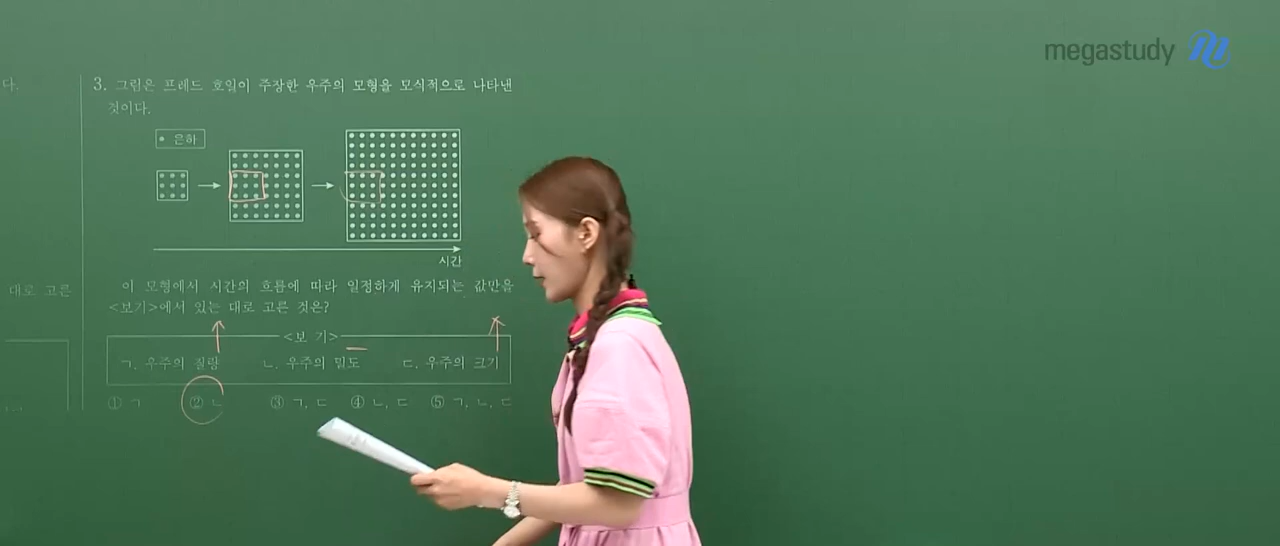 megastudy M
다.
3. 그림은 프레드 호일이 주장한 우주의 모형을 모식적으로 나타낸
것이다.
은하
시간
이 모형에서 시간의 흐름에 따라 일정하게 유지되는 값만을
대로 고른
<보기>에서 있는 대로 고른 것은?
<보 기>
ㄱ. 우주의 질량 ㄴ. 우주의 밀도 ㄷ. 우주의 크기
① ㄱ ② ㄴ ③ ㄱ, ㄷ ④ ㄴ, ㄷ ⑤ ㄱ, ㄴ, ㄷ